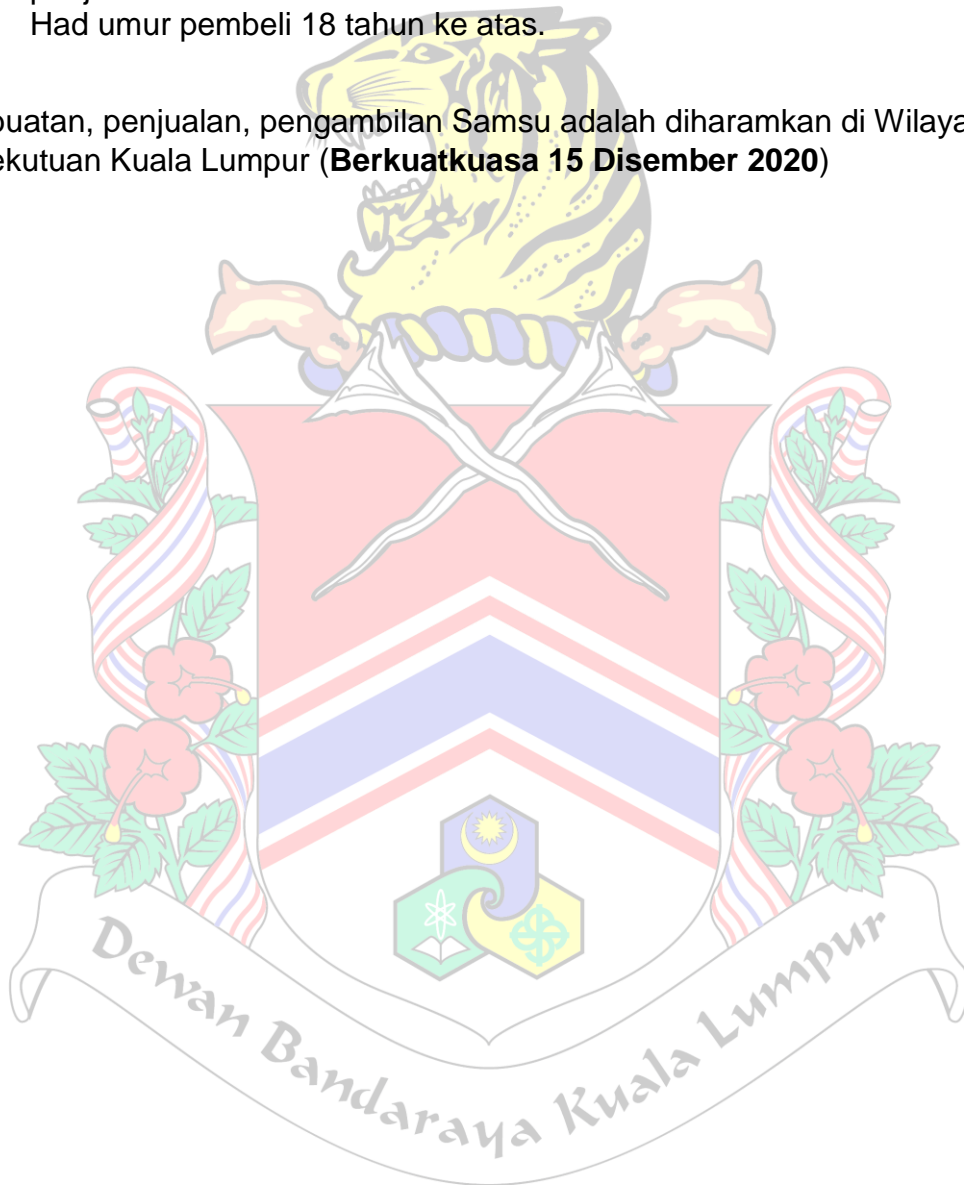 Had umur pembeli 18 tahun ke atas.
buatan, penjualan, pengambilan Samsu adalah diharamkan di Wilaya
ekutuan Kuala Lumpur (Berkuatkuasa 15 Disember 2020)
Dewan Bandaraya Kuala Lumpur